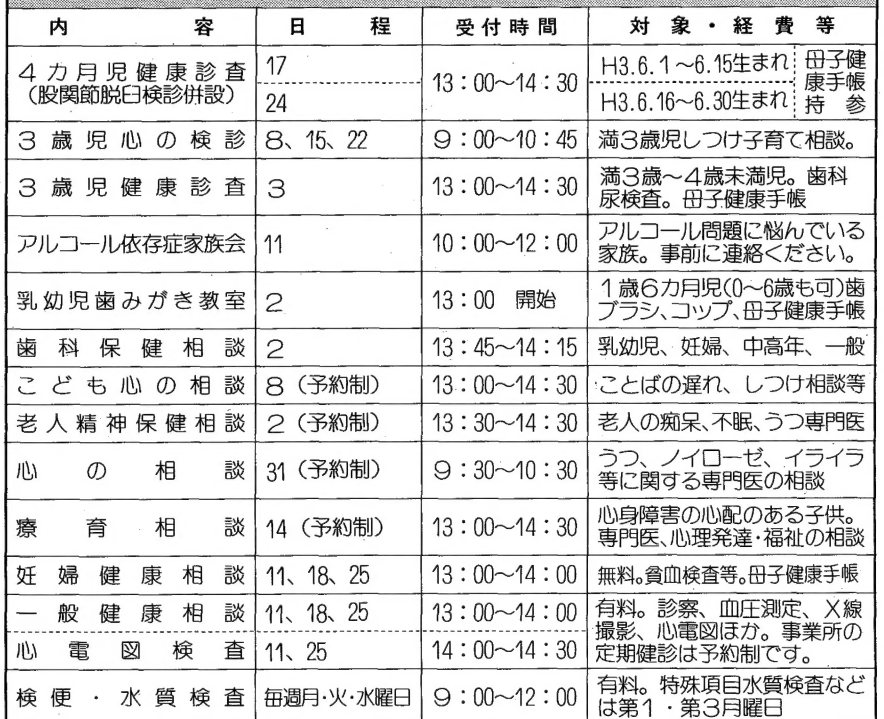 内容 日程 受付時間 対象・経費等
4カ月児健康診査 17 13:00~14:30 H3.6.1~6.15生まれ 母子健
(股関節脱臼検診併設) 24 H3.6.16~6.30生まれ 康手帳
持参
3歳児心の検診 8、15、22 9:00~10:45 満3歳児しつけ子育て相談。
3歳児健康診査 3 13:00~14:30 満3歳~4歳未満児。歯科
尿検査。母子健康手帳
アルコール依存症家族会 11 10:00~12:00 アルコール問題に悩んでいる
家族。事前に連絡ください。
乳幼児歯みがき教室 2 13:00 開始 1歳6カ月児(0~6歳も可)歯
ブラシ、コップ、母子健康手帳
歯科保健相談 2 13:45~14:15 乳幼児、妊婦、中高年、一般
こども心の相談 8(予約制) 13:00~14:30 ことばの遅れ、しつけ相談等
老人精神保健相談 2(予約制) 13:30~14:30 老人の痴呆、不眠、うつ専門医
心の相談 31(予約制) 9:30~10:30 うつ、ノイローゼ、イライラ
等に関する専門医の相談
療育相談 14(予約制) 13:00~14:30 心身障害の心配のある子供。
専門医、心理発達・福祉の相談
妊婦健康相談 11、18、25 13:00~14:00 無料。貧血検査等。母子健康手帳
一般健康相談 11、18、25 13:00~14:00 有料。診察、血圧測定、X線
撮影、心電図ほか。事業所の
心電図検査 11、25 14:00~14:30 定期健診は予約制です。
検便・水質検査 毎週月・火・水曜日 9:00~12:00 有料。特殊項目水質検査など
は第1・第3月曜日